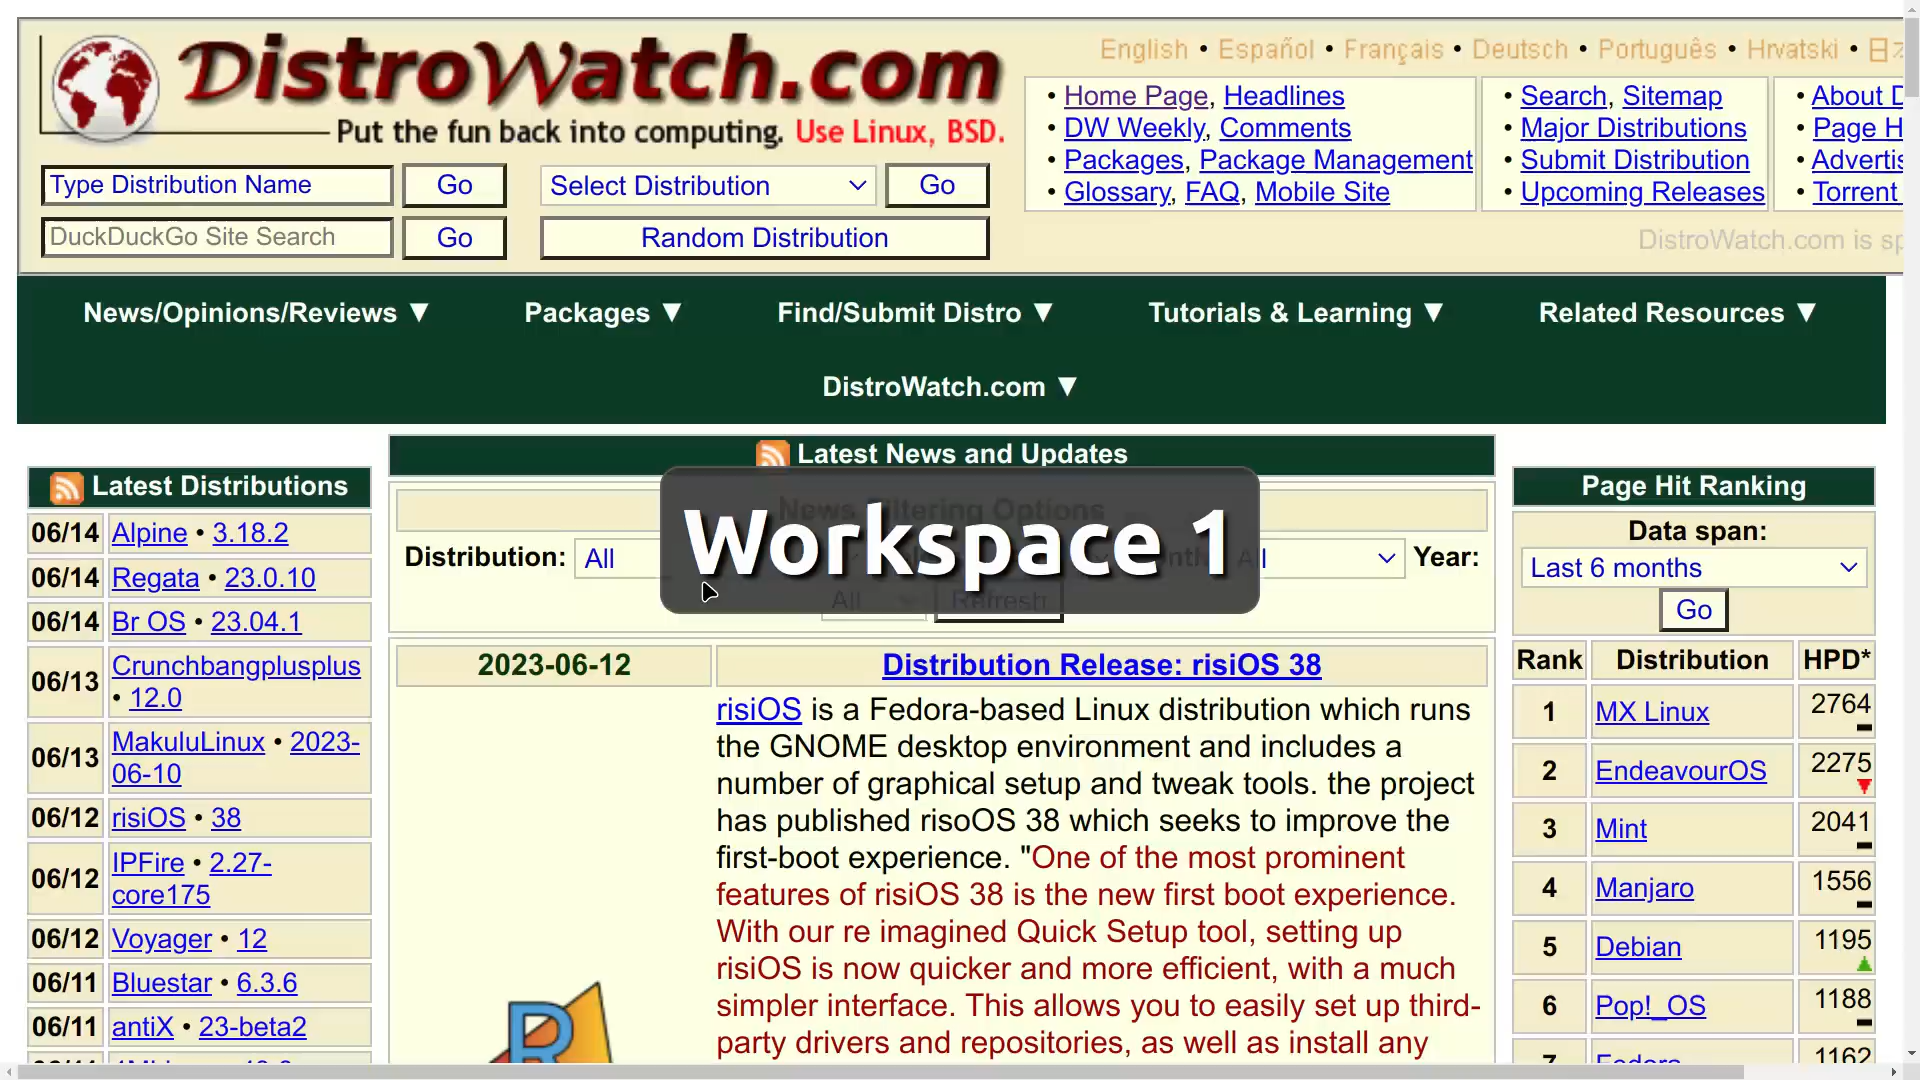 DistroWatch.com
Put the fun back into computing. Use Linux, BSD.
English • Español • Français • Deutsch • Português • Hrvatski •
• Home Page, Headlines
• DW Weekly, Comments
• Packages, Package Management
• Glossary, FAQ, Mobile Site
• Search, Sitemap
• Major Distributions
• Submit Distribution
• Upcoming Releases
• About
• Page
•
• Torrent
Type Distribution Name
Go
Select Distribution
Go
DuckDuckGo Site Search
Go
Random Distribution
DistroWatch.com is
News/Opinions/Reviews ▼
Packages ▼
Find/Submit Distro ▼
Tutorials & Learning ▼
Related Resources ▼
DistroWatch.com ▼
Latest Distributions
06/14 Alpine • 3.18.2
06/14 Regata • 23.0.10
06/14 Br OS • 23.04.1
06/13 Crunchbangplusplus
• 12.0
06/13 MakuluLinux • 2023-
06-10
06/12 risiOS • 38
06/12 IPFire • 2.27-
core175
06/12 Voyager • 12
06/11 Bluestar • 6.3.6
06/11 antiX • 23-beta2
Latest News and Updates
News Filtering Options
Distribution: All
Year:
All
Refresh
Workspace 1
2023-06-12
Distribution Release: risiOS 38
risiOS is a Fedora-based Linux distribution which runs
the GNOME desktop environment and includes a
number of graphical setup and tweak tools. the project
has published risoOS 38 which seeks to improve the
first-boot experience. "One of the most prominent
features of risiOS 38 is the new first boot experience.
With our re imagined Quick Setup tool, setting up
risiOS is now quicker and more efficient, with a much
simpler interface. This allows you to easily set up third-
party drivers and repositories, as well as install any
Page Hit Ranking
Data span:
Last 6 months
Go
Rank Distribution HPD*
1 MX Linux 2764
2 EndeavourOS 2275
3 Mint 2041
4 Manjaro 1556
5 Debian 1195
6 Pop!_OS 1188
7 Fedora 1162